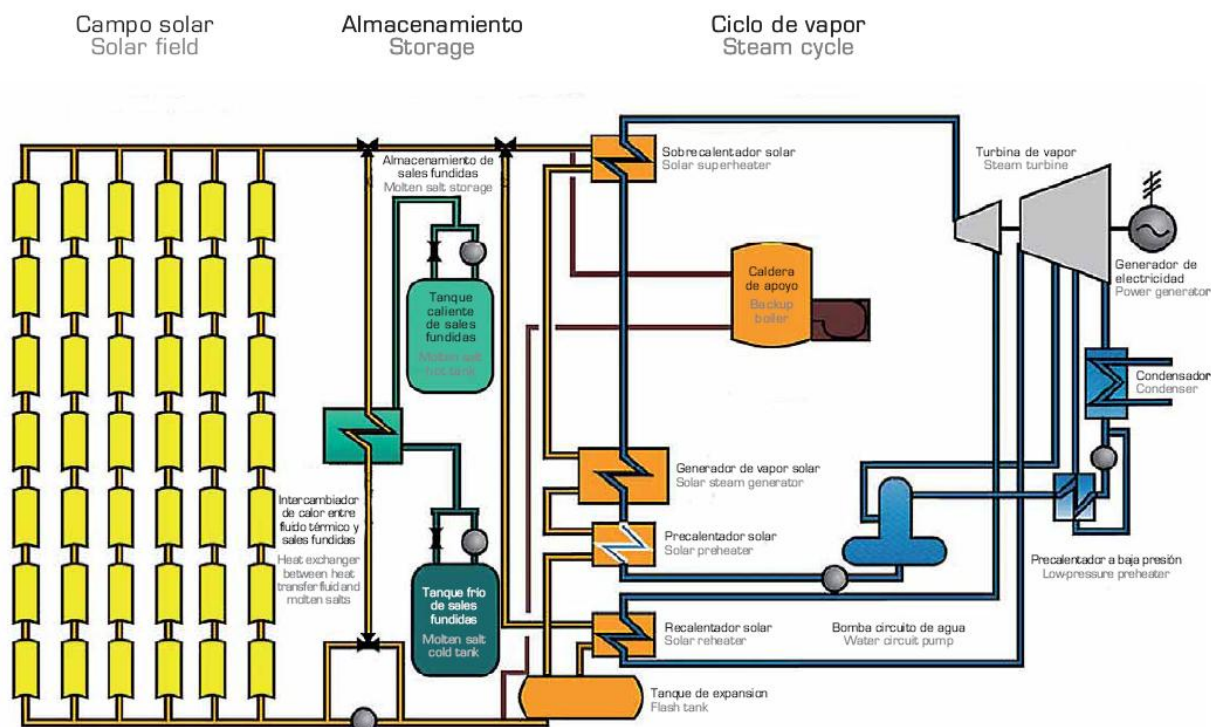 Campo solar
Solar field
Almacenamiento
Storage
Ciclo de vapor
Steam cycle
Almacenamiento de
sales fundidas
Molten salt storage
Sobrecalentador solar
Solar superheater
Turbina de vapor
Steam turbine
Caldera
de apoyo
Backup
boiler
Generador de
electricidad
Power generator
Tanque
caliente de
sales
fundidas
Molten salt
hot tank
Condensador
Condenser
Generador de vapor solar
Solar steam generator
Intercambiador
de calor entre
fluido térmico y
sales fundidas
Heat exchanger
between heat
transfer fluid and
molten salts
Precalentador solar
Solar preheater
Precalentador a baja presión
Low-pressure preheater
Tanque frío
de sales
fundidas
Molten salt
cold tank
Recalentador solar
Solar reheater
Bomba circuito de agua
Water circuit pump
Tanque de expansion
Flash tank